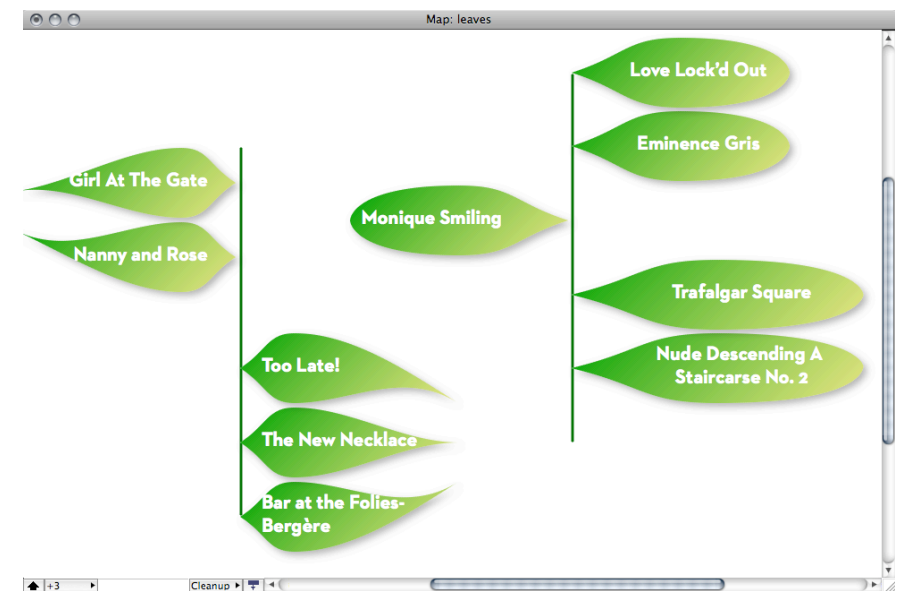 Map: leaves
Love Lock'd Out
Eminence Gris
Girl At The Gate
Monique Smiling
Nanny and Rose
Trafalgar Square
Nude Descending A
Staircarse No. 2
Too Late!
The New Necklace
Bar at the Folies-
Bergère
+3
Cleanup